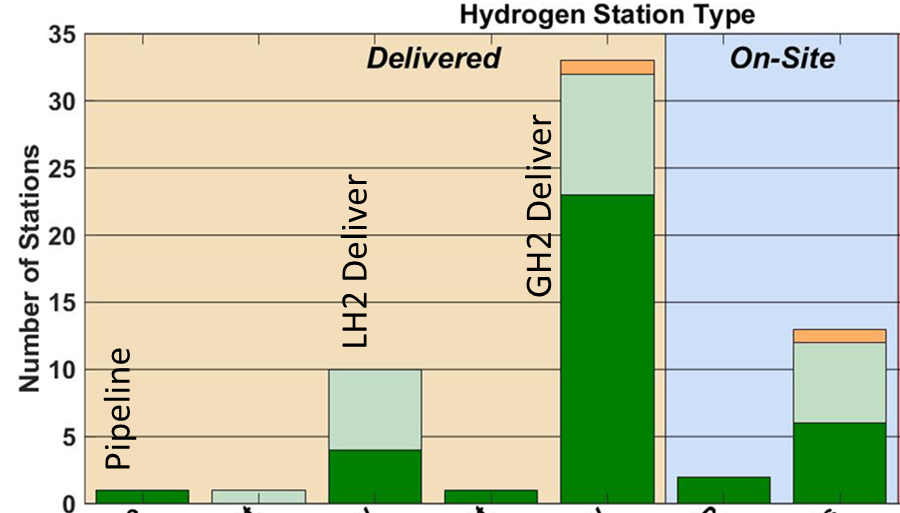 Hydrogen Station Type
Delivered
On-Site
Number of Stations
35
30
25
20
15
10
5
0
Pipeline
LH2 Deliver
GH2 Deliver